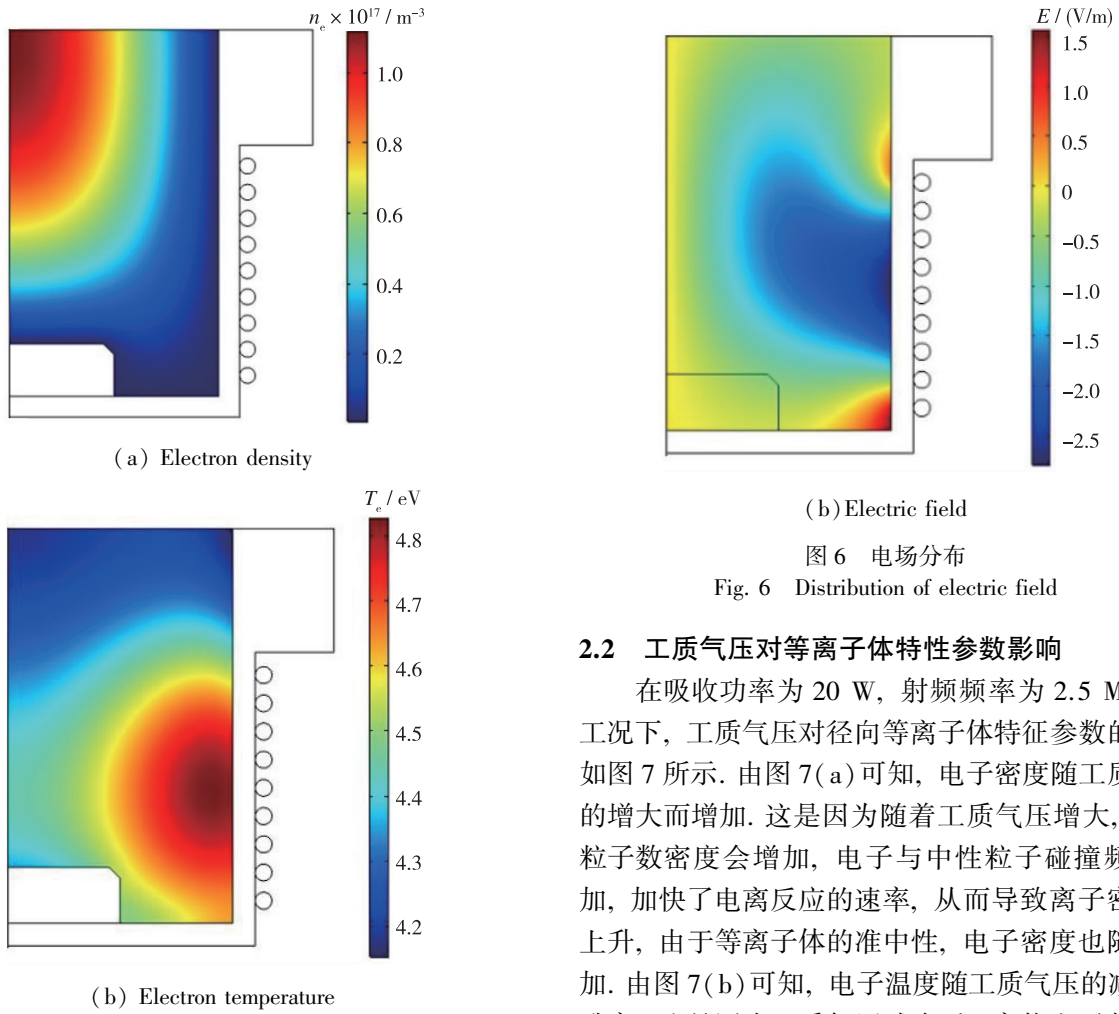 nₑ × 10¹⁷ / m⁻³
1.0
0.8
0.6
0.4
0.2
(a) Electron density
Tₑ / eV
4.8
4.7
4.6
4.5
4.4
4.3
4.2
(b) Electron temperature
E / (V/m)
1.5
1.0
0.5
0
−0.5
−1.0
−1.5
−2.0
−2.5
(b) Electric field
图 6 电场分布
Fig. 6 Distribution of electric field
2.2 工质气压对等离子体特性参数影响
在吸收功率为 20 W, 射频频率为 2.5 M
工况下, 工质气压对径向等离子体特征参数的
如图 7 所示. 由图 7(a)可知, 电子密度随工质
的增大而增加. 这是因为随着工质气压增大,
粒子数密度会增加, 电子与中性粒子碰撞频
加, 加快了电离反应的速率, 从而导致离子密
上升, 由于等离子体的准中性, 电子密度也随
加. 由图 7(b)可知, 电子温度随工质气压的减